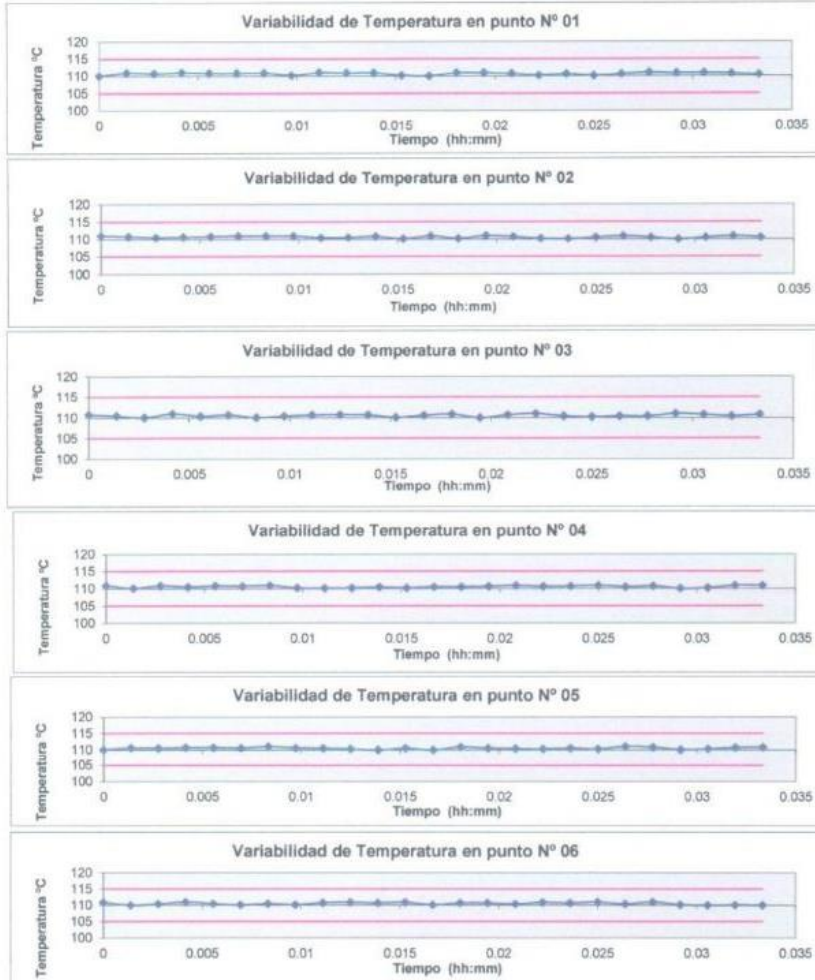 Variabilidad de Temperatura en punto Nº 01
Temperatura ºC
120
115
110
105
100
0 0.005 0.01 0.015 0.02 0.025 0.03 0.035
Tiempo (hh:mm)
Variabilidad de Temperatura en punto Nº 02
Temperatura ºC
120
115
110
105
100
0 0.005 0.01 0.015 0.02 0.025 0.03 0.035
Tiempo (hh:mm)
Variabilidad de Temperatura en punto Nº 03
Temperatura ºC
120
115
110
105
100
0 0.005 0.01 0.015 0.02 0.025 0.03 0.035
Tiempo (hh:mm)
Variabilidad de Temperatura en punto Nº 04
Temperatura ºC
120
115
110
105
100
0 0.005 0.01 0.015 0.02 0.025 0.03 0.035
Tiempo (hh:mm)
Variabilidad de Temperatura en punto Nº 05
Temperatura ºC
120
115
110
105
100
0 0.005 0.01 0.015 0.02 0.025 0.03 0.035
Tiempo (hh:mm)
Variabilidad de Temperatura en punto Nº 06
Temperatura ºC
120
115
110
105
100
0 0.005 0.01 0.015 0.02 0.025 0.03 0.035
Tiempo (hh:mm)